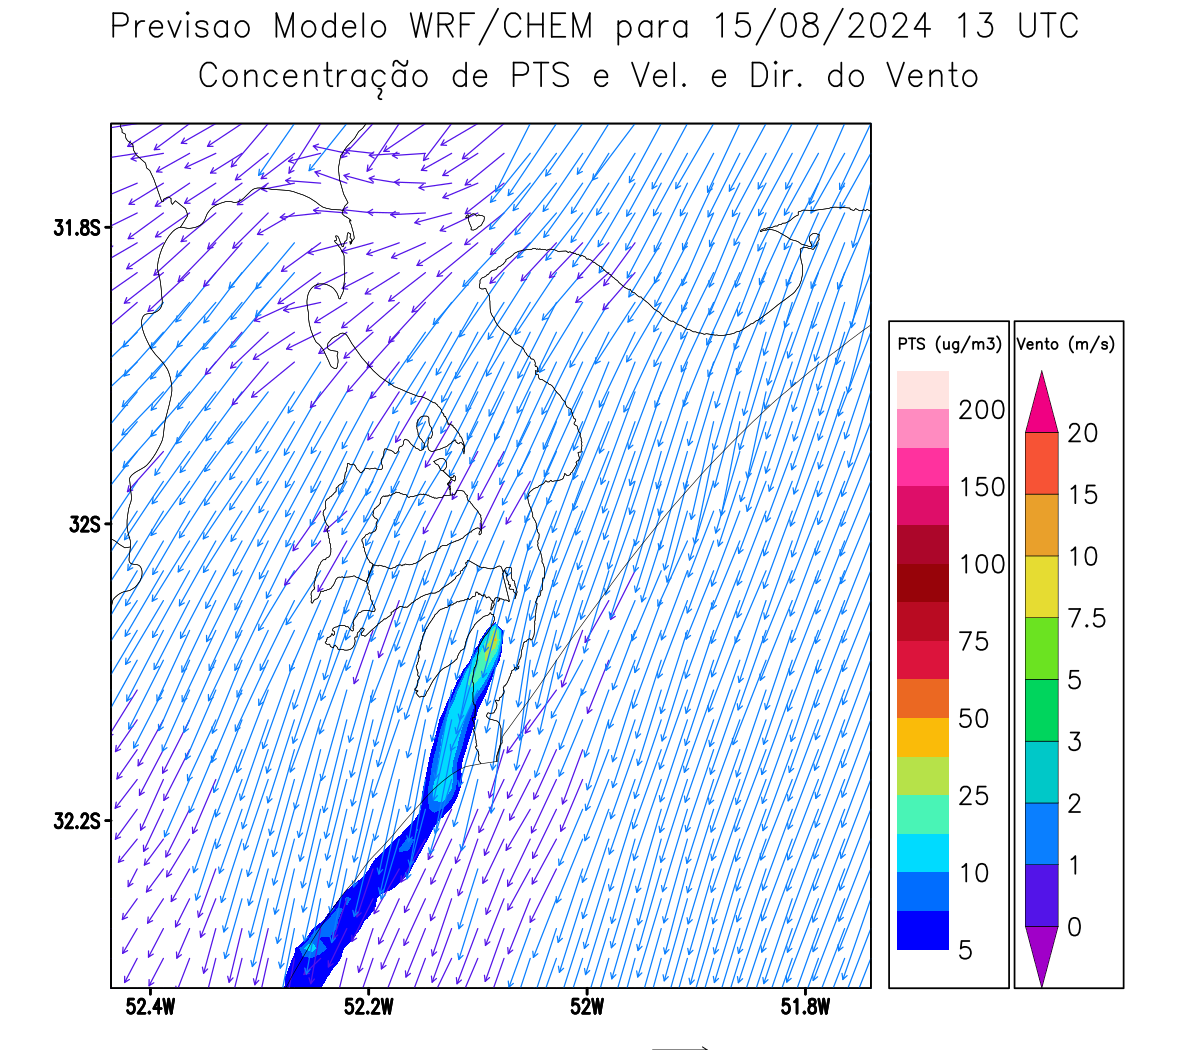 Previsao Modelo WRF/CHEM para 15/08/2024 13 UTC
Concentração de PTS e Vel. e Dir. do Vento
31.8S
32S
32.2S
52.4W
52.2W
52W
51.8W
PTS (ug/m3)
200
150
100
75
50
25
10
5
Vento (m/s)
20
15
10
7.5
5
3
2
1
0